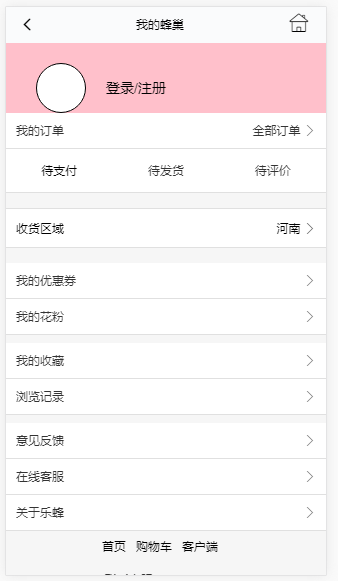 我的蜂巢
登录/注册
我的订单 全部订单
待支付 待发货 待评价
收货区域 河南
我的优惠券
我的花粉
我的收藏
浏览记录
意见反馈
在线客服
关于乐蜂
首页 购物车 客户端